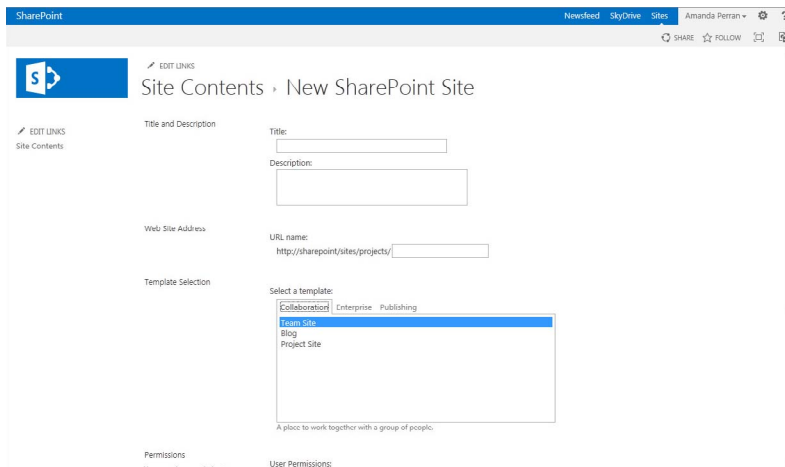 SharePoint
Newsfeed SkyDrive Sites Amanda Perran ?
SHARE FOLLOW
EDIT LINKS
S
Site Contents New SharePoint Site
EDIT LINKS
Site Contents
Title and Description
Title:
Description:
Web Site Address
URL name:
http://sharepoint/sites/projects/
Template Selection
Select a template:
Collaboration Enterprise Publishing
Team Site
Blog
Project Site
A place to work together with a group of people.
Permissions
User Permissions: